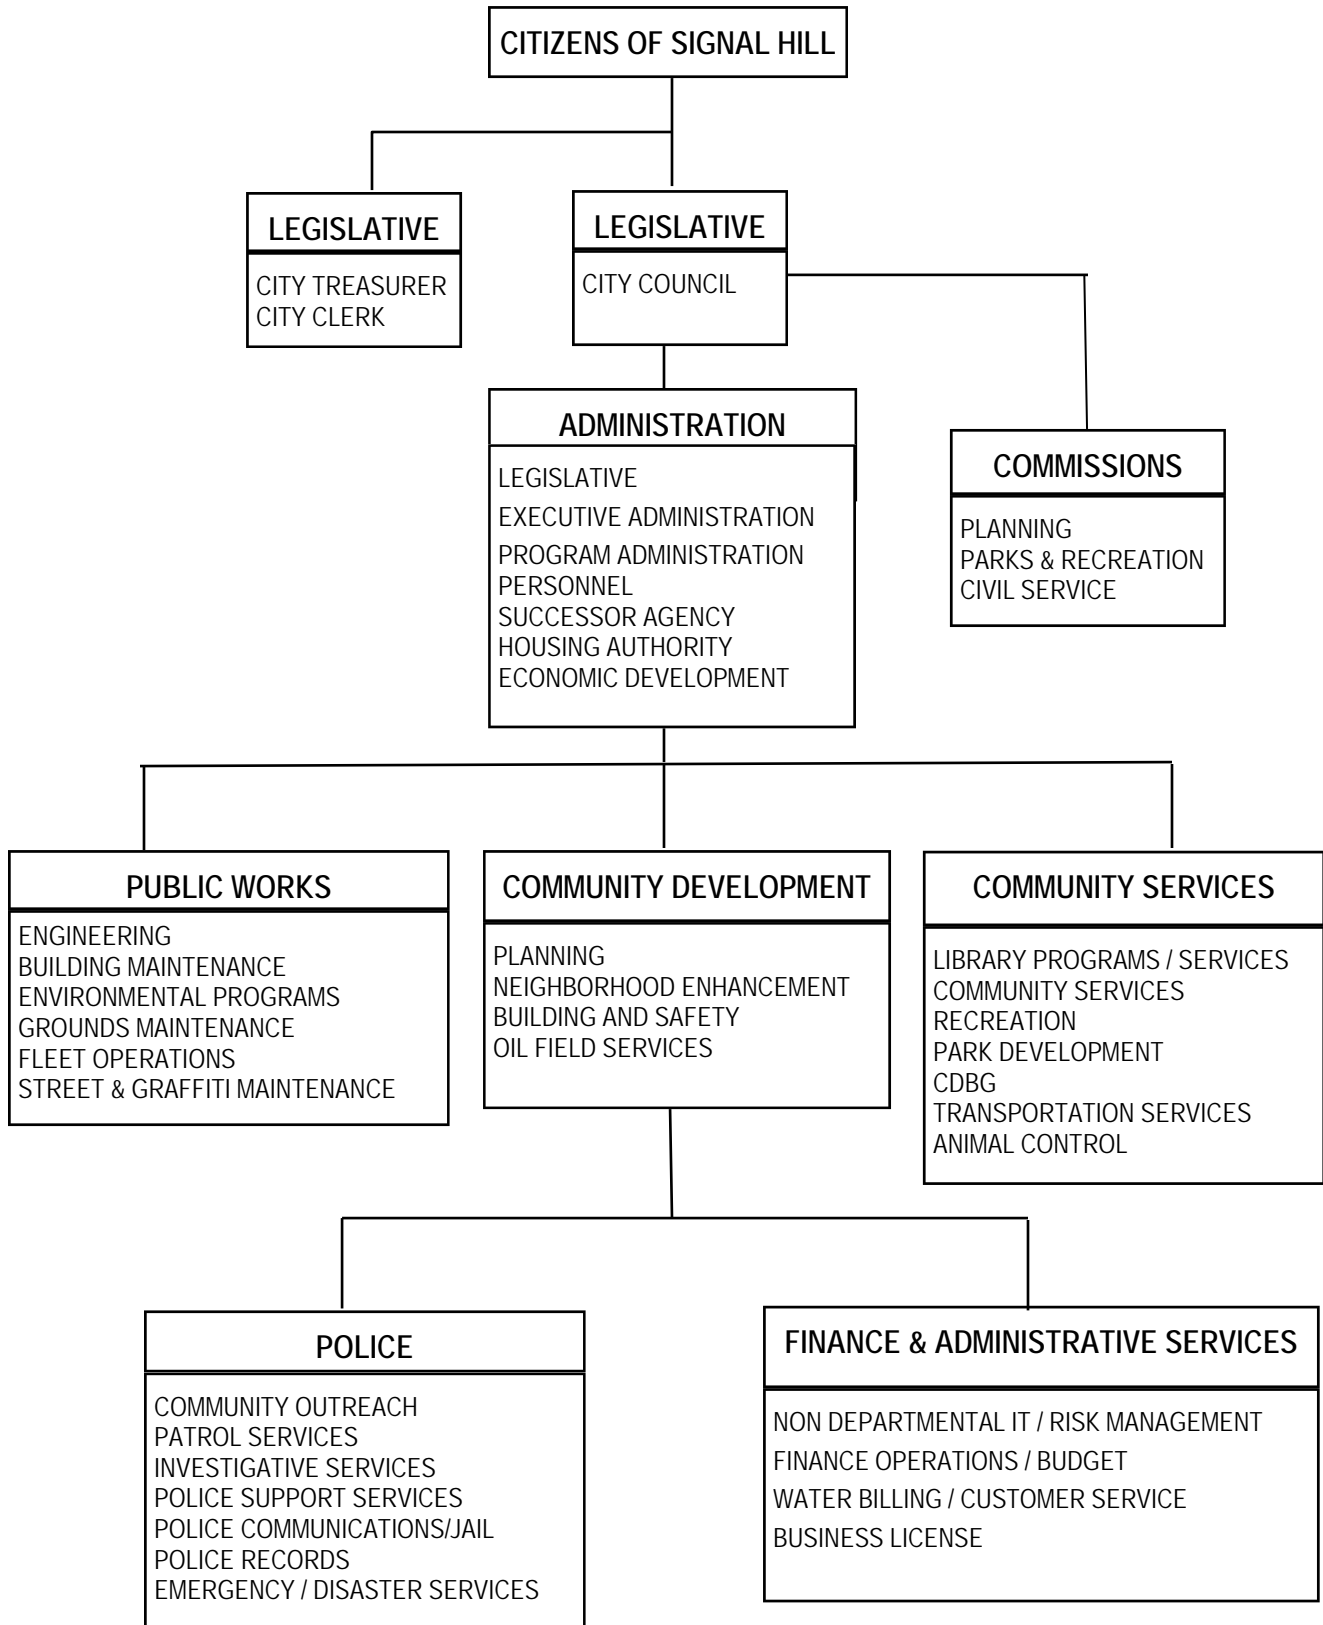 CITIZENS OF SIGNAL HILL
LEGISLATIVE
CITY TREASURER
CITY CLERK
LEGISLATIVE
CITY COUNCIL
ADMINISTRATION
LEGISLATIVE
EXECUTIVE ADMINISTRATION
PROGRAM ADMINISTRATION
PERSONNEL
SUCCESSOR AGENCY
HOUSING AUTHORITY
ECONOMIC DEVELOPMENT
COMMISSIONS
PLANNING
PARKS & RECREATION
CIVIL SERVICE
PUBLIC WORKS
ENGINEERING
BUILDING MAINTENANCE
ENVIRONMENTAL PROGRAMS
GROUNDS MAINTENANCE
FLEET OPERATIONS
STREET & GRAFFITI MAINTENANCE
COMMUNITY DEVELOPMENT
PLANNING
NEIGHBORHOOD ENHANCEMENT
BUILDING AND SAFETY
OIL FIELD SERVICES
COMMUNITY SERVICES
LIBRARY PROGRAMS / SERVICES
COMMUNITY SERVICES
RECREATION
PARK DEVELOPMENT
CDBG
TRANSPORTATION SERVICES
ANIMAL CONTROL
POLICE
COMMUNITY OUTREACH
PATROL SERVICES
INVESTIGATIVE SERVICES
POLICE SUPPORT SERVICES
POLICE COMMUNICATIONS/JAIL
POLICE RECORDS
EMERGENCY / DISASTER SERVICES
FINANCE & ADMINISTRATIVE SERVICES
NON DEPARTMENTAL IT / RISK MANAGEMENT
FINANCE OPERATIONS / BUDGET
WATER BILLING / CUSTOMER SERVICE
BUSINESS LICENSE